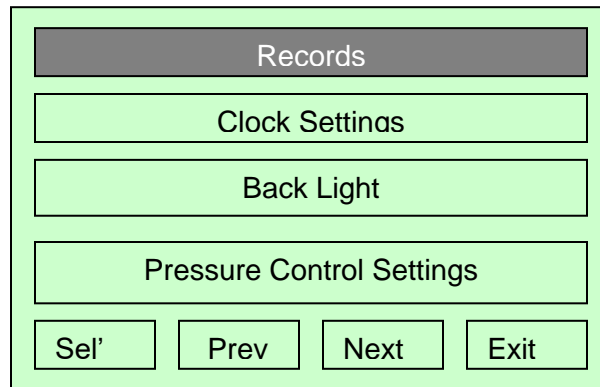 Records
Clock Settings
Back Light
Pressure Control Settings
Sel' Prev Next Exit